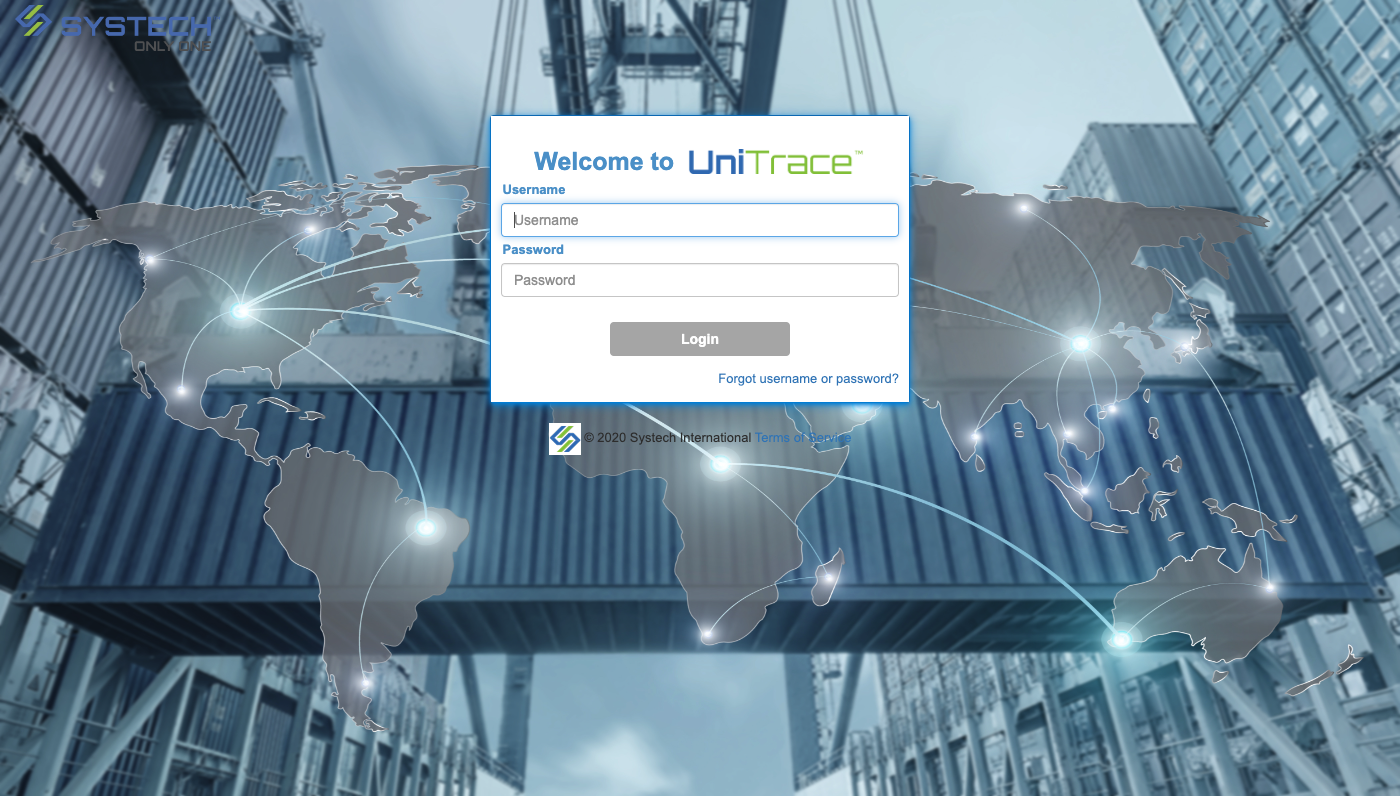 SYSTECH
ONLY ONE
Welcome to UniTrace™
Username
Username
Password
Password
Login
Forgot username or password?
© 2020 Systech International Terms of Service